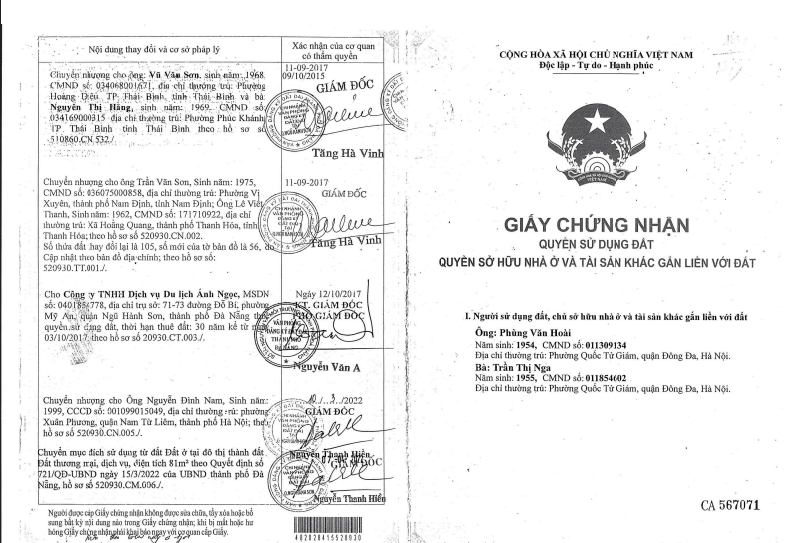 Nội dung thay đổi và cơ sở pháp lý
Xác nhận của cơ quan
có thẩm quyền
Chuyển nhượng cho ông: Vũ Văn Sơn, sinh năm: 1968
CMND số: 034068001671, địa chỉ thường trú: Phường
Hoàng Diệu TP Thái Bình, tỉnh Thái Bình và bà
Nguyễn Thị Hằng, sinh năm: 1969, CMND số:
034169000315 địa chỉ thường trú: Phường Phúc Khánh
TP Thái Bình tỉnh Thái Bình theo hồ sơ số
510860.CN 532./
11-09-2017
09/10/2015
GIÁM ĐỐC
Tăng Hà Vinh
Chuyển nhượng cho ông Trần Văn Sơn, Sinh năm: 1975,
CMND số: 036075000858, địa chỉ thường trú: Phường Vị
Xuyên, thành phố Nam Định, tỉnh Nam Định; Ông Lê Viết
Thanh, Sinh năm: 1962, CMND số: 171710922, địa chỉ
thường trú: Xã Hoằng Quang, thành phố Thanh Hóa, tỉnh
Thanh Hóa; theo hồ sơ số 520930.CN.002.
Số thửa đất hay đổi lại là 105, số mới của tờ bản đồ là 56, do
Cập nhật theo bản đồ địa chính; theo hồ sơ số:
520930.TT.001./
11-09-2017
GIÁM ĐỐC
Tăng Hà Vinh
Cho Công ty TNHH Dịch vụ Du lịch Ánh Ngọc, MSDN
số: 0401854778, địa chỉ trụ sở: 71-73 đường Đỗ Bí, phường
Mỹ An, quận Ngũ Hành Sơn, thành phố Đà Nẵng
quyền sử dụng đất, thời hạn thuê đất: 30 năm kể từ
03/10/2017 theo hồ sơ số 20930.CT.003./
Ngày 12/10/2017
KT. GIÁM ĐỐC
PHÓ GIÁM ĐỐC
VĂN PHÒNG
ĐĂNG KÝ ĐẤT ĐAI
THÀNH PHỐ
ĐÀ NẴNG
Nguyễn Văn A
Chuyển nhượng cho Ông Nguyễn Đình Nam, Sinh năm:
1999, CCCD số: 001099015049, địa chỉ thường trú: phường
Xuân Phương, quận Nam Từ Liêm, thành phố Hà Nội; theo
hồ sơ số 520930.CN.005./
10/3/2022
GIÁM ĐỐC
Nguyễn Thanh Hiền
Chuyển mục đích sử dụng từ đất Đất ở tại đô thị thành đất
Đất thương mại, dịch vụ, diện tích 81m² theo Quyết định số
721/QĐ-UBND ngày 15/3/2022 của UBND thành phố Đà
Nẵng, hồ sơ số 520930.CM.006./
GIÁM ĐỐC
Nguyễn Thanh Hiền
Người được cấp Giấy chứng nhận không được sửa chữa, tẩy xóa hoặc bổ
sung bất kỳ nội dung nào trong Giấy chứng nhận; khi bị mất hoặc hư
hỏng Giấy chứng nhận phải khai báo ngay với cơ quan cấp Giấy.
CỘNG HÒA XÃ HỘI CHỦ NGHĨA VIỆT NAM
Độc lập - Tự do - Hạnh phúc
GIẤY CHỨNG NHẬN
QUYỀN SỬ DỤNG ĐẤT
QUYỀN SỞ HỮU NHÀ Ở VÀ TÀI SẢN KHÁC GẮN LIỀN VỚI ĐẤT
I. Người sử dụng đất, chủ sở hữu nhà ở và tài sản khác gắn liền với đất
Ông: Phùng Văn Hoài
Năm sinh: 1954, CMND số: 011309134
Địa chỉ thường trú: Phường Quốc Tử Giám, quận Đống Đa, Hà Nội.
Bà: Trần Thị Nga
Năm sinh: 1955, CMND số: 011854602
Địa chỉ thường trú: Phường Quốc Tử Giám, quận Đống Đa, Hà Nội.
CA 567071